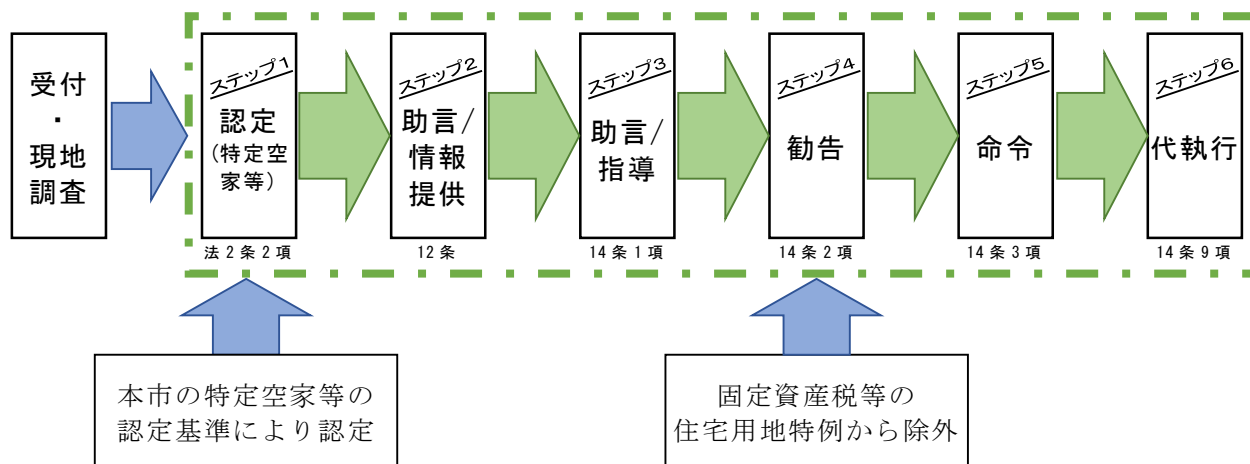 受付
・
現地
調査
ステップ1
認定
(特定空
家等)
法2条2項
ステップ2
助言/
情報
提供
12条
ステップ3
助言/
指導
14条1項
ステップ4
勧告
14条2項
ステップ5
命令
14条3項
ステップ6
代執行
14条9項
本市の特定空家等の
認定基準により認定
固定資産税等の
住宅用地特例から除外